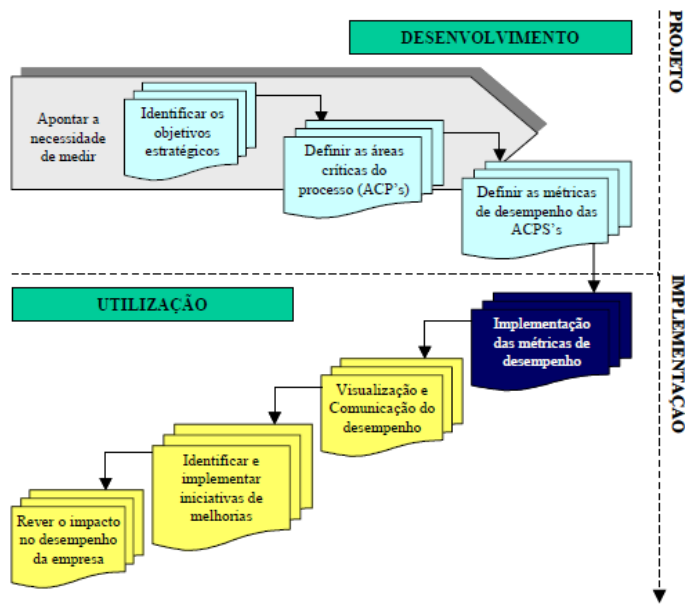 PROJETO
DESENVOLVIMENTO
Apontar a
necessidade
de medir
Identificar os
objetivos
estratégicos
Definir as áreas
críticas do
processo (ACP's)
Definir as métricas
de desempenho das
ACPS's
IMPLEMENTAÇAO
UTILIZAÇÃO
Implementação
das métricas de
desempenho
Visualização e
Comunicação do
desempenho
Identificar e
implementar
iniciativas de
melhorias
Rever o impacto
no desempenho
da empresa